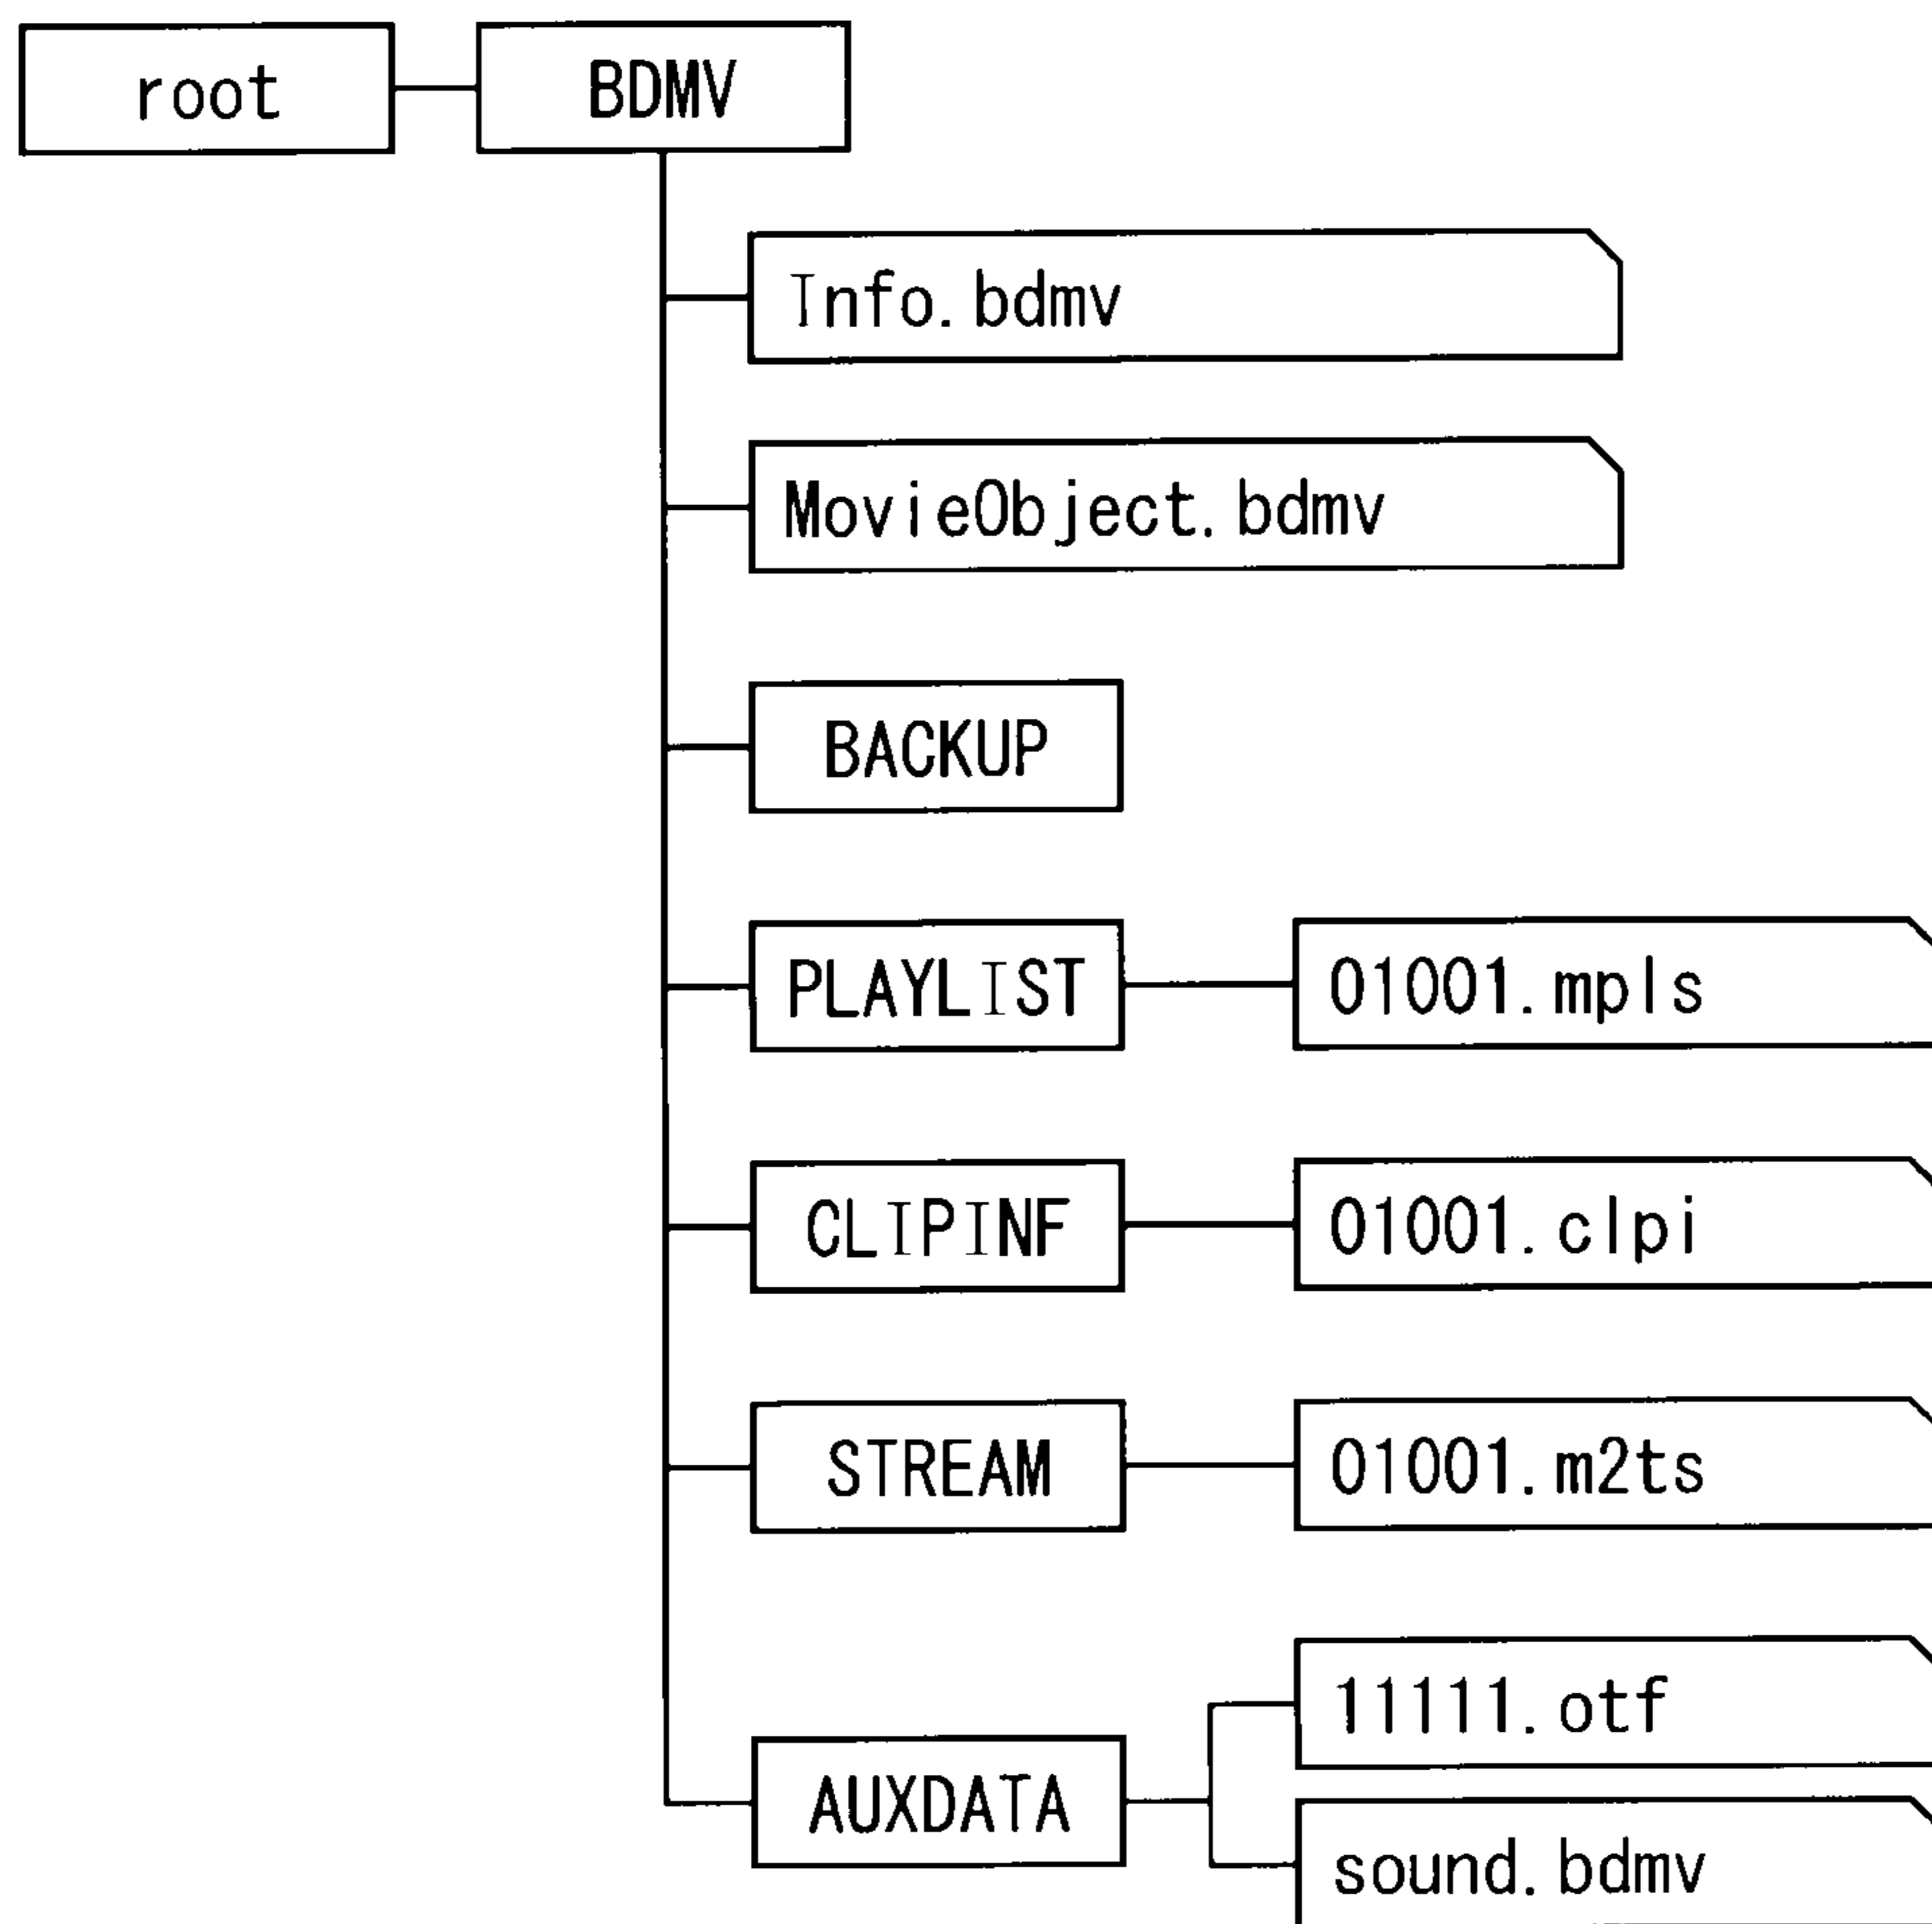 root BDMV
Info.bdmv
MovieObject.bdmv
BACKUP
PLAYLIST 01001.mpls
CLIPINF 01001.clpi
STREAM 01001.m2ts
11111.otf
AUXDATA
sound.bdmv